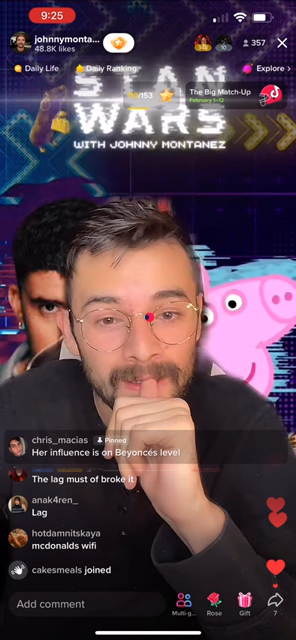 9:25
johnnymonta...
48.8K likes
357
Daily Life
Daily Ranking
Explore
STAN
WARS
/153
The Big Match-Up
February 1–12
WITH JOHNNY MONTANEZ
chris_macias Pinned
Her influence is on Beyoncés level
The lag must of broke it
anak4ren_
Lag
hotdamnitskaya
mcdonalds wifi
cakesmeals joined
Add comment
Multi-g...
Rose
Gift
7